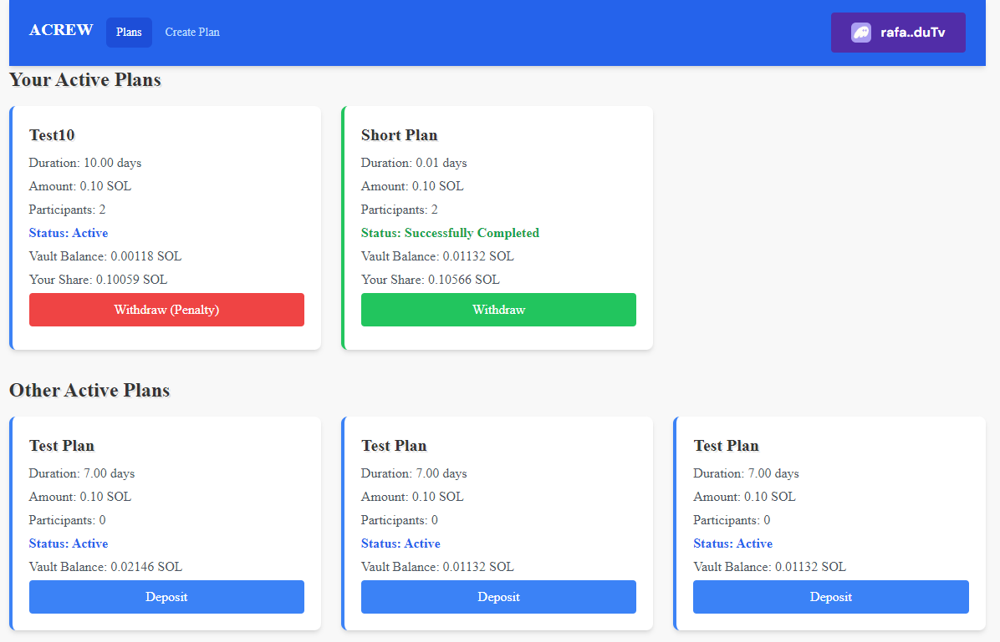 ACREW Plans Create Plan rafa..duTv
Your Active Plans
Test10
Duration: 10.00 days
Amount: 0.10 SOL
Participants: 2
Status: Active
Vault Balance: 0.00118 SOL
Your Share: 0.10059 SOL
Withdraw (Penalty)
Short Plan
Duration: 0.01 days
Amount: 0.10 SOL
Participants: 2
Status: Successfully Completed
Vault Balance: 0.01132 SOL
Your Share: 0.10566 SOL
Withdraw
Other Active Plans
Test Plan
Duration: 7.00 days
Amount: 0.10 SOL
Participants: 0
Status: Active
Vault Balance: 0.02146 SOL
Deposit
Test Plan
Duration: 7.00 days
Amount: 0.10 SOL
Participants: 0
Status: Active
Vault Balance: 0.01132 SOL
Deposit
Test Plan
Duration: 7.00 days
Amount: 0.10 SOL
Participants: 0
Status: Active
Vault Balance: 0.01132 SOL
Deposit